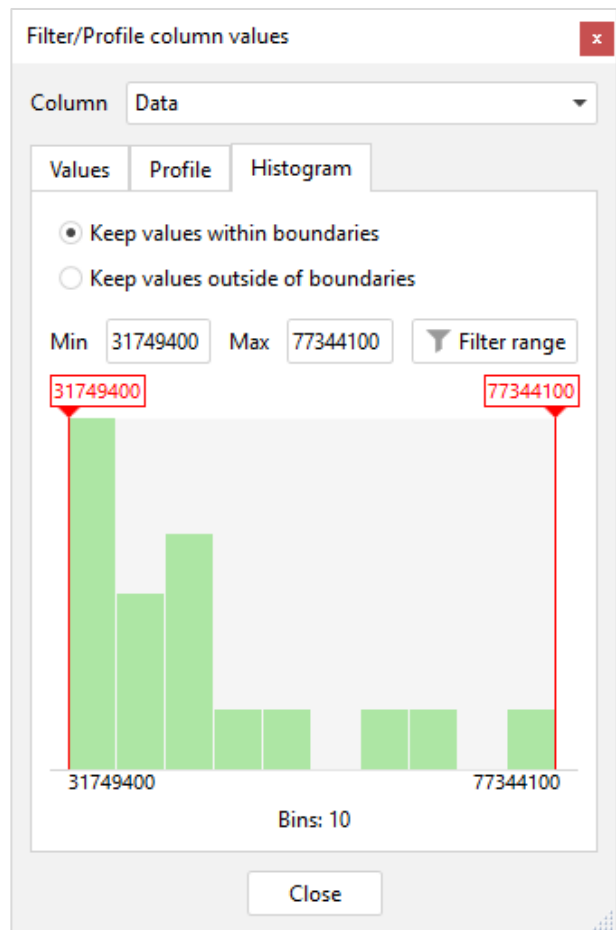 Filter/Profile column values
x
Column Data
Values Profile Histogram
Keep values within boundaries
Keep values outside of boundaries
Min 31749400 Max 77344100 Filter range
31749400 77344100
31749400 77344100
Bins: 10
Close